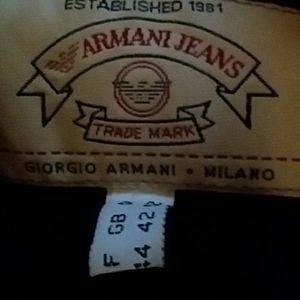 ESTABLISHED 1981
ARMANI JEANS
TRADE MARK
GIORGIO ARMANI • MILANO
F GB
44 42